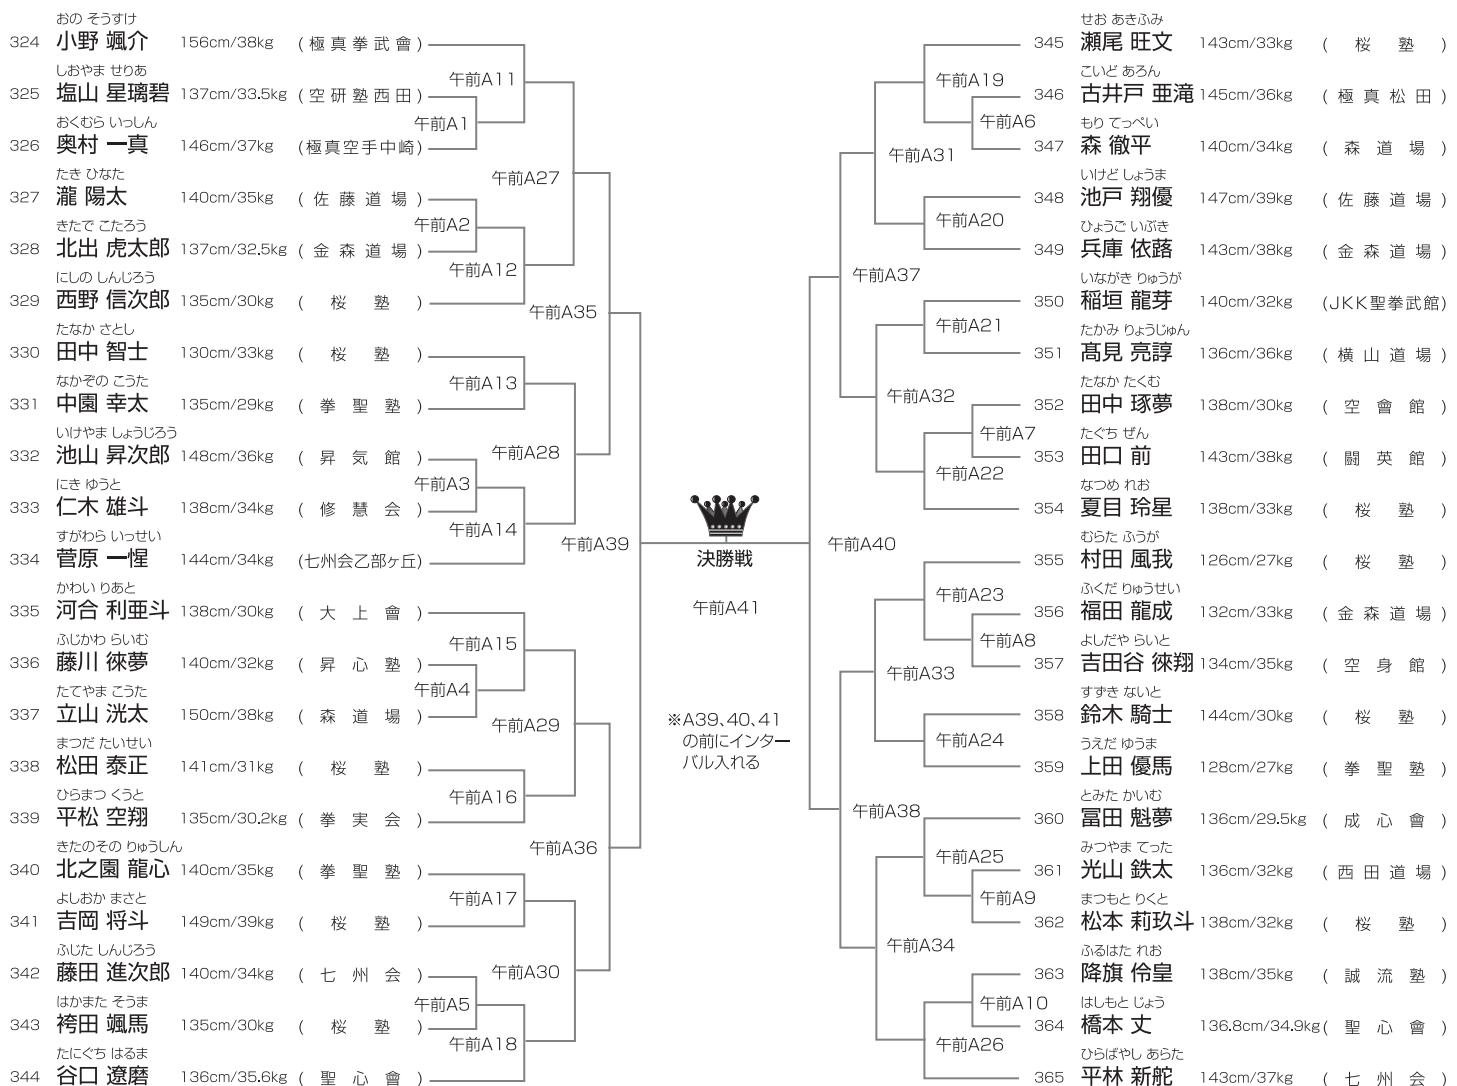 おの そうすけ
324 小野 颯介 156cm/38kg (極真拳武會)
しおやま せりあ
325 塩山 星璃碧 137cm/33.5kg (空研塾西田)
おくむら いっしん
326 奥村 一真 146cm/37kg (極真空手中崎)
たき ひなた
327 瀧 陽太 140cm/35kg (佐藤道場)
きたで こたろう
328 北出 虎太郎 137cm/32.5kg (金森道場)
にしの しんじろう
329 西野 信次郎 135cm/30kg (桜塾)
たなか さとし
330 田中 智士 130cm/33kg (桜塾)
なかぞの こうた
331 中園 幸太 135cm/29kg (拳聖塾)
いけやま しょうじろう
332 池山 昇次郎 148cm/36kg (昇気館)
にき ゆうと
333 仁木 雄斗 138cm/34kg (修慧会)
すがわら いっせい
334 菅原 一惺 144cm/34kg (七州会乙部ヶ丘)
かわい りあと
335 河合 利亜斗 138cm/30kg (大上會)
ふじかわ らいむ
336 藤川 徠夢 140cm/32kg (昇心塾)
たてやま こうた
337 立山 洸太 150cm/38kg (森道場)
まつだ たいせい
338 松田 泰正 141cm/31kg (桜塾)
ひらまつ くうと
339 平松 空翔 135cm/30.2kg (拳実会)
きたのその りゅうしん
340 北之園 龍心 140cm/35kg (拳聖塾)
よしおか まさと
341 吉岡 将斗 149cm/39kg (桜塾)
ふじた しんじろう
342 藤田 進次郎 140cm/34kg (七州会)
はかまた そうま
343 袴田 颯馬 135cm/30kg (桜塾)
たにぐち はるま
344 谷口 遼磨 136cm/35.6kg (聖心會)
午前A1
午前A2
午前A3
午前A4
午前A5
午前A11
午前A12
午前A13
午前A14
午前A15
午前A16
午前A17
午前A18
午前A27
午前A28
午前A29
午前A30
午前A35
午前A36
午前A39
決勝戦
午前A41
※A39、40、41
の前にインター
バル入れる
午前A40
午前A37
午前A38
午前A31
午前A32
午前A33
午前A34
午前A19
午前A20
午前A21
午前A22
午前A23
午前A24
午前A25
午前A26
午前A6
午前A7
午前A8
午前A9
午前A10
せお あきふみ
345 瀬尾 旺文 143cm/33kg (桜塾)
こいど あろん
346 古井戸 亜滝 145cm/36kg (極真松田)
もり てっぺい
347 森 徹平 140cm/34kg (森道場)
いけど しょうま
348 池戸 翔優 147cm/39kg (佐藤道場)
ひょうご いぶき
349 兵庫 依蕗 143cm/38kg (金森道場)
いながき りゅうが
350 稲垣 龍芽 140cm/32kg (JKK聖拳武館)
たかみ りょうじゅん
351 髙見 亮諄 136cm/36kg (横山道場)
たなか たくむ
352 田中 琢夢 138cm/30kg (空會館)
たぐち ぜん
353 田口 前 143cm/38kg (闘英館)
なつめ れお
354 夏目 玲星 138cm/33kg (桜塾)
むらた ふうが
355 村田 風我 126cm/27kg (桜塾)
ふくだ りゅうせい
356 福田 龍成 132cm/33kg (金森道場)
よしだや らいと
357 吉田谷 徠翔 134cm/35kg (空身館)
すずき ないと
358 鈴木 騎士 144cm/30kg (桜塾)
うえだ ゆうま
359 上田 優馬 128cm/27kg (拳聖塾)
とみた かいむ
360 冨田 魁夢 136cm/29.5kg (成心會)
みつやま てった
361 光山 鉄太 136cm/32kg (西田道場)
まつもと りくと
362 松本 莉玖斗 138cm/32kg (桜塾)
ふるはた れお
363 降旗 伶皇 138cm/35kg (誠流塾)
はしもと じょう
364 橋本 丈 136.8cm/34.9kg (聖心會)
ひらばやし あらた
365 平林 新舵 143cm/37kg (七州会)